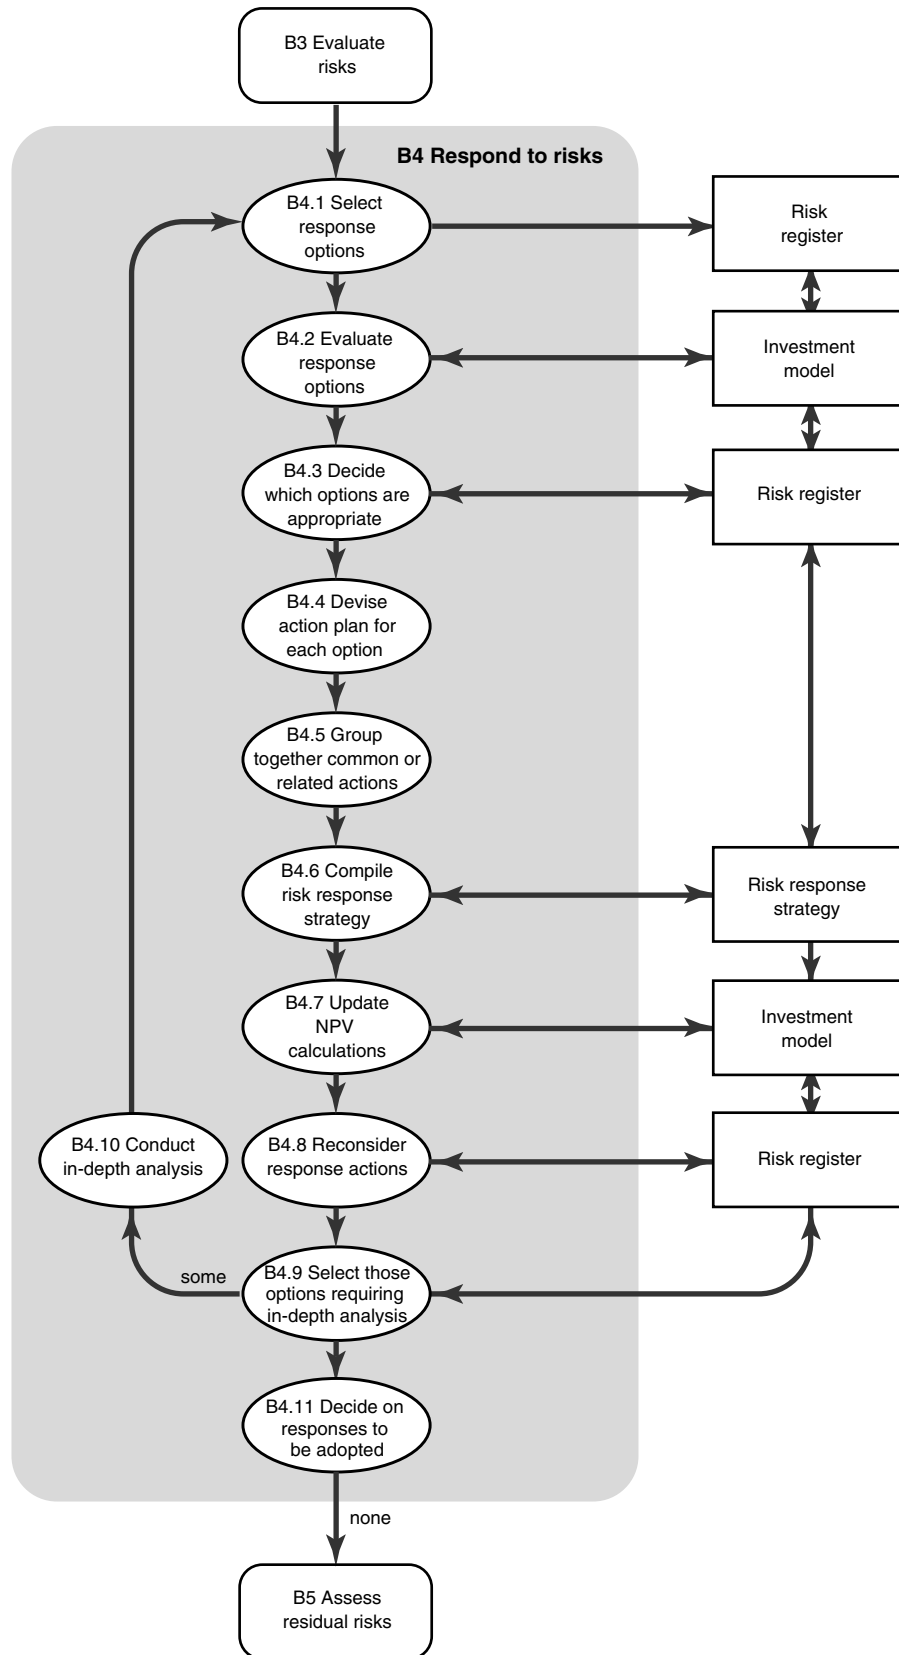 B3 Evaluate
risks
B4 Respond to risks
B4.1 Select
response
options
Risk
register
B4.2 Evaluate
response
options
Investment
model
B4.3 Decide
which options are
appropriate
Risk register
B4.4 Devise
action plan for
each option
B4.5 Group
together common or
related actions
B4.6 Compile
risk response
strategy
Risk response
strategy
B4.7 Update
NPV
calculations
Investment
model
B4.10 Conduct
in-depth analysis
B4.8 Reconsider
response actions
Risk register
some
B4.9 Select those
options requiring
in-depth analysis
B4.11 Decide on
responses to
be adopted
none
B5 Assess
residual risks